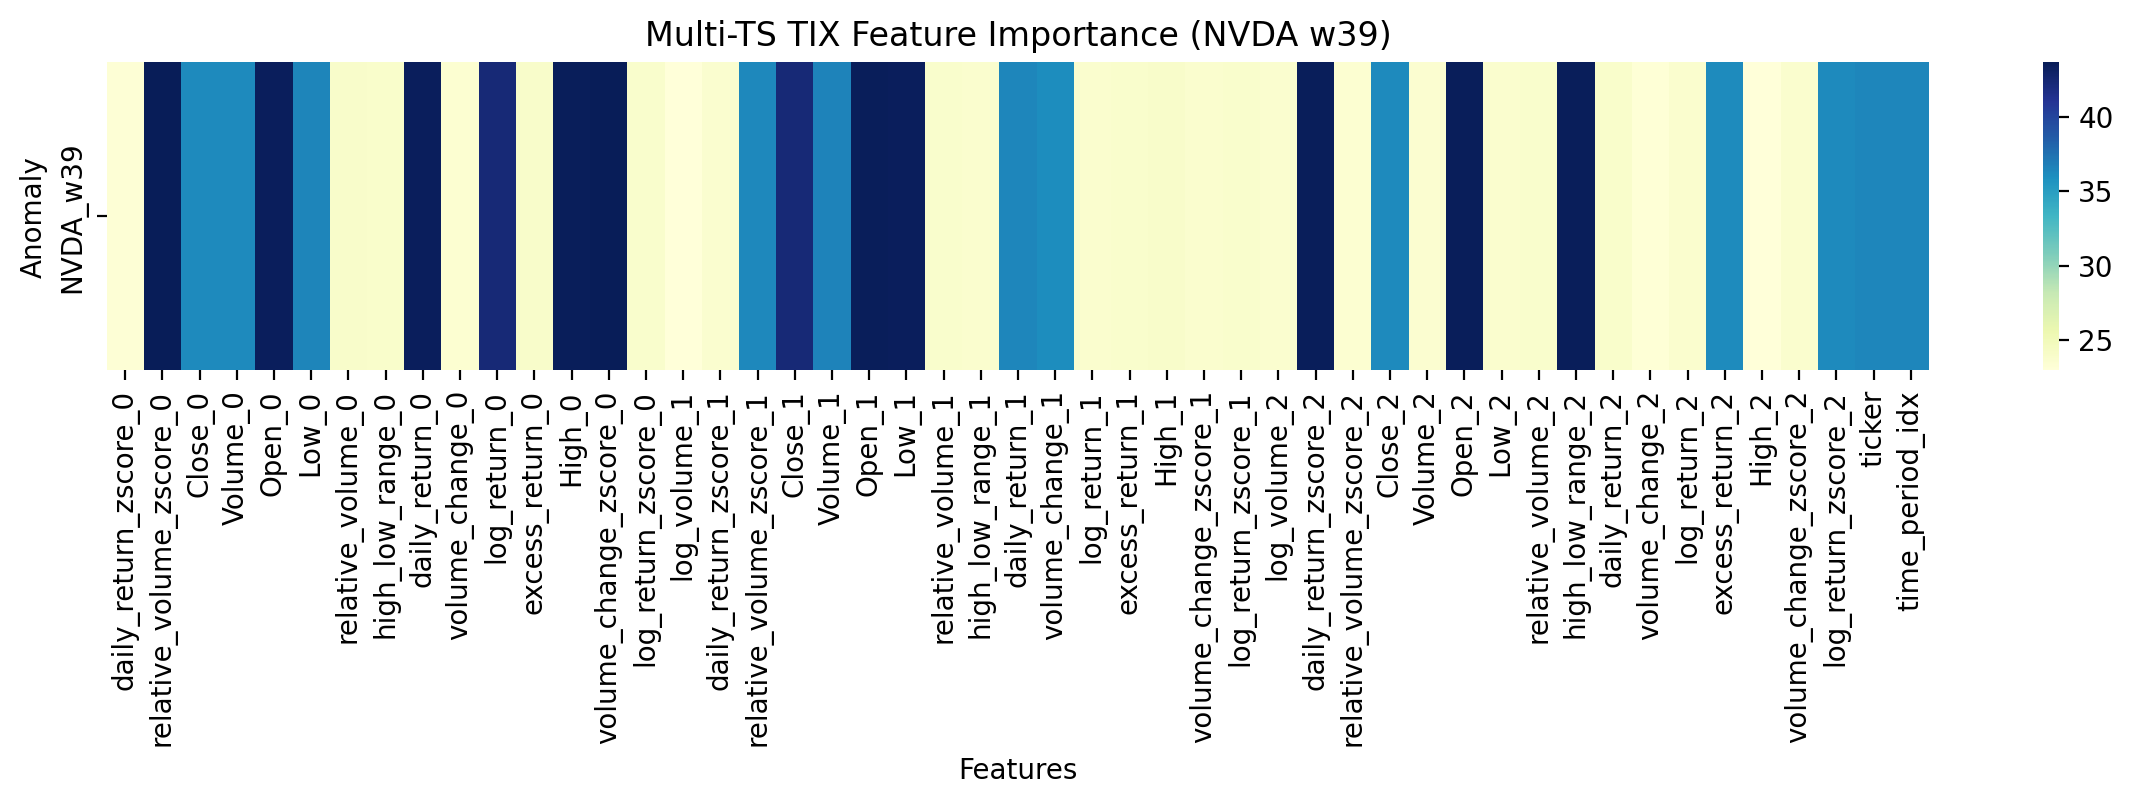 Multi-TS TIX Feature Importance (NVDA w39)
Anomaly
NVDA_w39
daily_return_zscore_0
relative_volume_zscore_0
Close_0
Volume_0
Open_0
Low_0
relative_volume_0
high_low_range_0
daily_return_0
volume_change_0
log_return_0
excess_return_0
High_0
volume_change_zscore_0
log_return_zscore_0
log_volume_1
daily_return_zscore_1
relative_volume_zscore_1
Close_1
Volume_1
Open_1
Low_1
relative_volume_1
high_low_range_1
daily_return_1
volume_change_1
log_return_1
excess_return_1
High_1
volume_change_zscore_1
log_return_zscore_1
log_volume_2
daily_return_zscore_2
relative_volume_zscore_2
Close_2
Volume_2
Open_2
Low_2
relative_volume_2
high_low_range_2
daily_return_2
volume_change_2
log_return_2
excess_return_2
High_2
volume_change_zscore_2
log_return_zscore_2
ticker
time_period_idx
Features
40
35
30
25